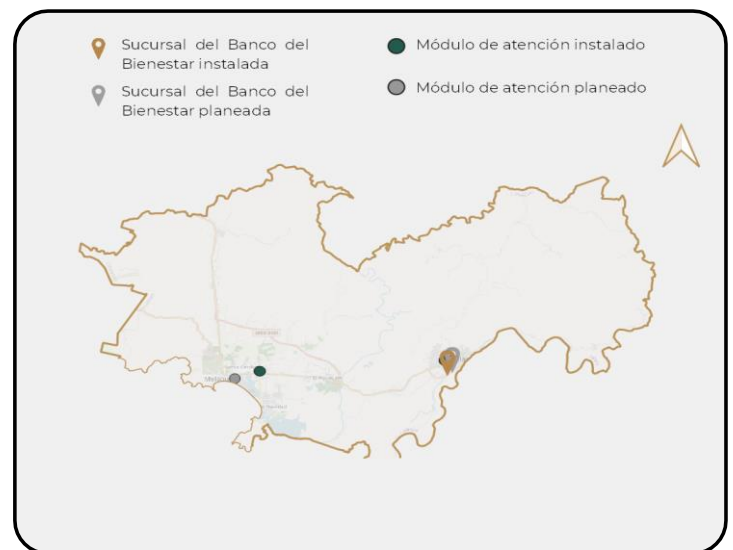 Sucursal del Banco del
Bienestar instalada
Sucursal del Banco del
Bienestar planeada
Módulo de atención instalado
Módulo de atención planeado